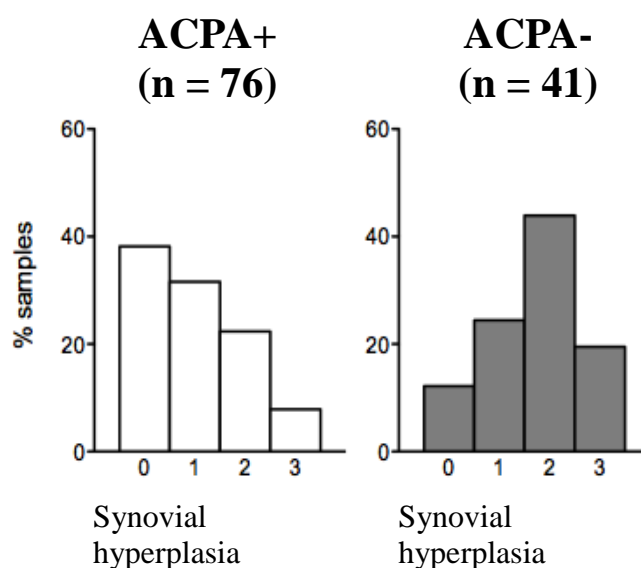 ACPA+
(n = 76)
ACPA-
(n = 41)
% samples
60
40
20
0
0 1 2 3
Synovial
hyperplasia
60
40
20
0
0 1 2 3
Synovial
hyperplasia